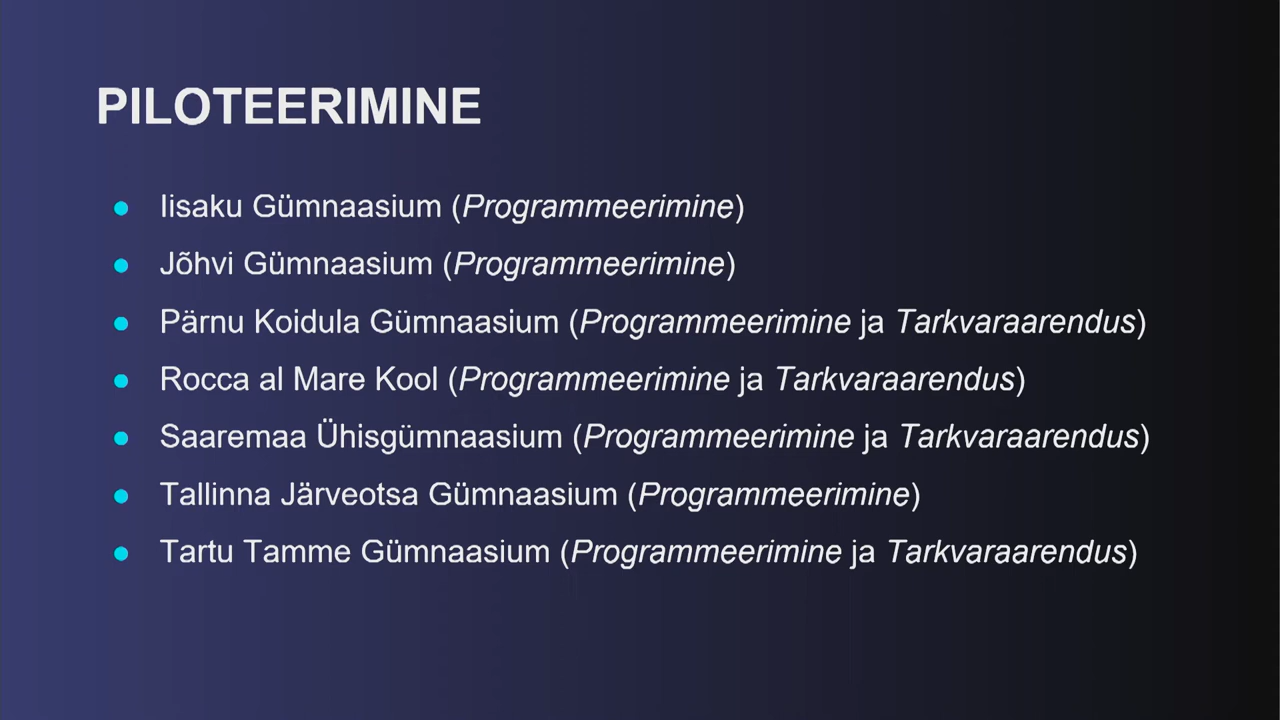 PILOTEERIMINE
● Iisaku Gümnaasium (Programmeerimine)
● Jõhvi Gümnaasium (Programmeerimine)
● Pärnu Koidula Gümnaasium (Programmeerimine ja Tarkvaraarendus)
● Rocca al Mare Kool (Programmeerimine ja Tarkvaraarendus)
● Saaremaa Ühisgümnaasium (Programmeerimine ja Tarkvaraarendus)
● Tallinna Järveotsa Gümnaasium (Programmeerimine)
● Tartu Tamme Gümnaasium (Programmeerimine ja Tarkvaraarendus)